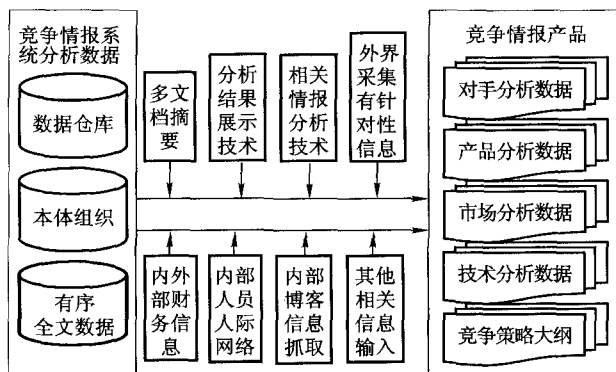 竞争情报系
统分析数据
数据仓库
本体组织
有序
全文数据
多文
档摘
要
分析
结果
展示
技术
相关
情报
分析
技术
外界
采集
有针
对性
信息
内外
部财
务信
息
内部
人员
人际
网络
内部
博客
信息
抓取
其他
相关
信息
输入
竞争情报产品
对手分析数据
产品分析数据
市场分析数据
技术分析数据
竞争策略大纲